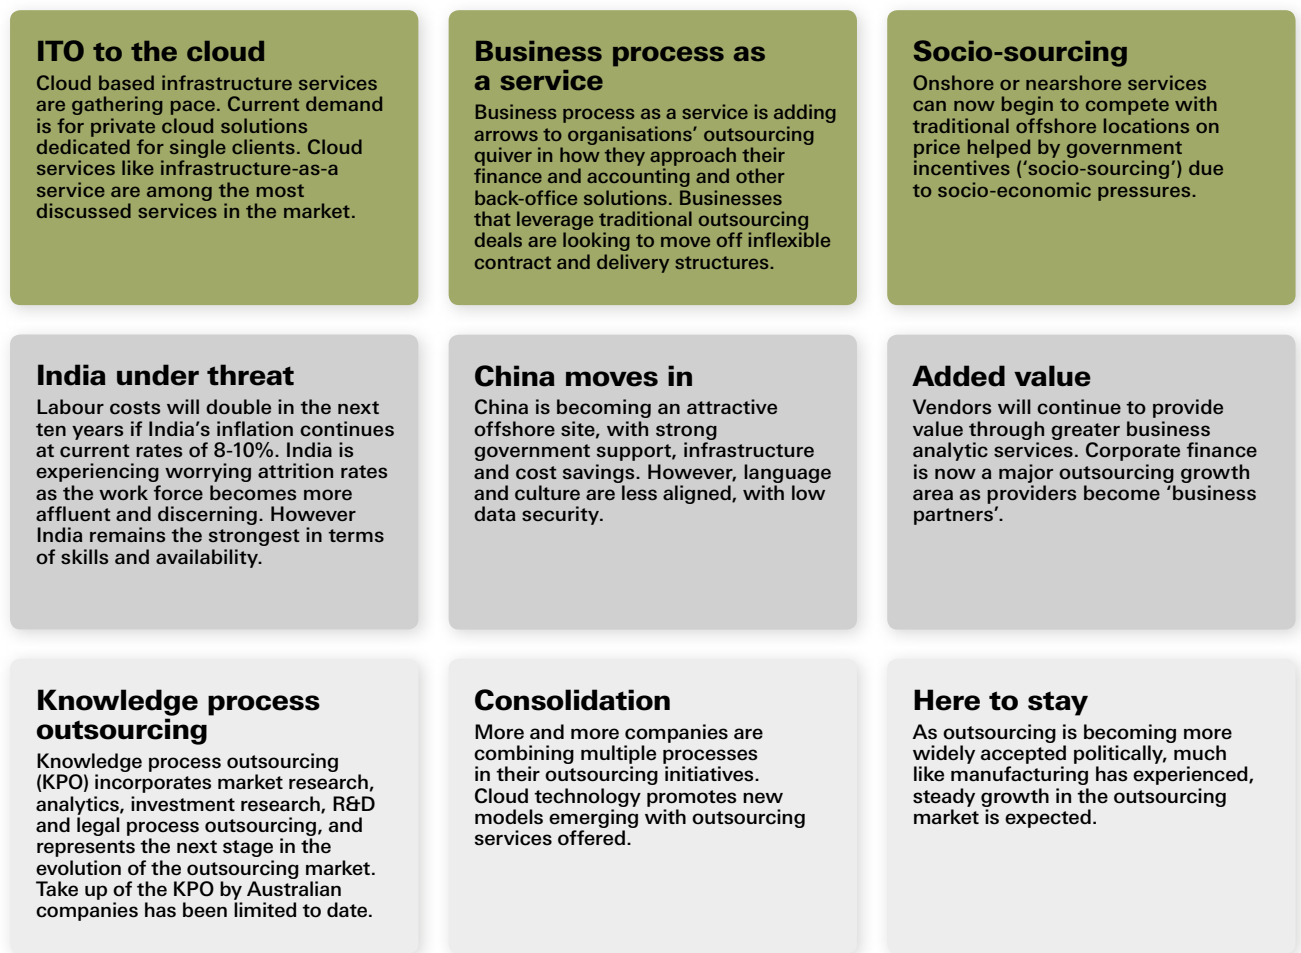 ITO to the cloud
Cloud based infrastructure services
are gathering pace. Current demand
is for private cloud solutions
dedicated for single clients. Cloud
services like infrastructure-as-a
service are among the most
discussed services in the market.
Business process as
a service
Business process as a service is adding
arrows to organisations’ outsourcing
quiver in how they approach their
finance and accounting and other
back-office solutions. Businesses
that leverage traditional outsourcing
deals are looking to move off inflexible
contract and delivery structures.
Socio-sourcing
Onshore or nearshore services
can now begin to compete with
traditional offshore locations on
price helped by government
incentives (‘socio-sourcing’) due
to socio-economic pressures.
India under threat
Labour costs will double in the next
ten years if India’s inflation continues
at current rates of 8-10%. India is
experiencing worrying attrition rates
as the work force becomes more
affluent and discerning. However
India remains the strongest in terms
of skills and availability.
China moves in
China is becoming an attractive
offshore site, with strong
government support, infrastructure
and cost savings. However, language
and culture are less aligned, with low
data security.
Added value
Vendors will continue to provide
value through greater business
analytic services. Corporate finance
is now a major outsourcing growth
area as providers become ‘business
partners’.
Knowledge process
outsourcing
Knowledge process outsourcing
(KPO) incorporates market research,
analytics, investment research, R&D
and legal process outsourcing, and
represents the next stage in the
evolution of the outsourcing market.
Take up of the KPO by Australian
companies has been limited to date.
Consolidation
More and more companies are
combining multiple processes
in their outsourcing initiatives.
Cloud technology promotes new
models emerging with outsourcing
services offered.
Here to stay
As outsourcing is becoming more
widely accepted politically, much
like manufacturing has experienced,
steady growth in the outsourcing
market is expected.